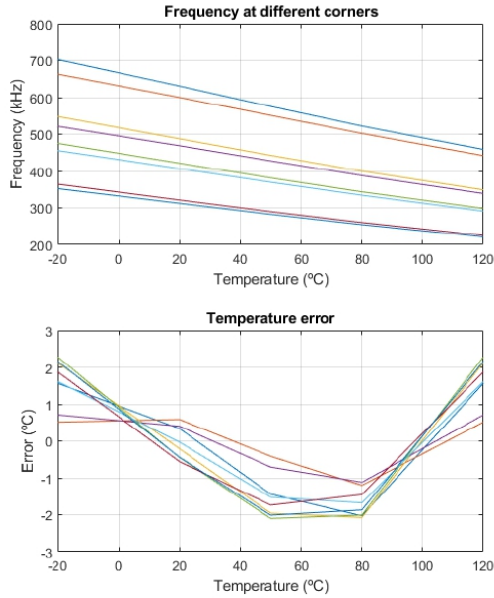 Frequency at different corners
Frequency (kHz)
800
700
600
500
400
300
200
-20 0 20 40 60 80 100 120
Temperature (ºC)
Temperature error
Error (ºC)
3
2
1
0
-1
-2
-3
-20 0 20 40 60 80 100 120
Temperature (ºC)